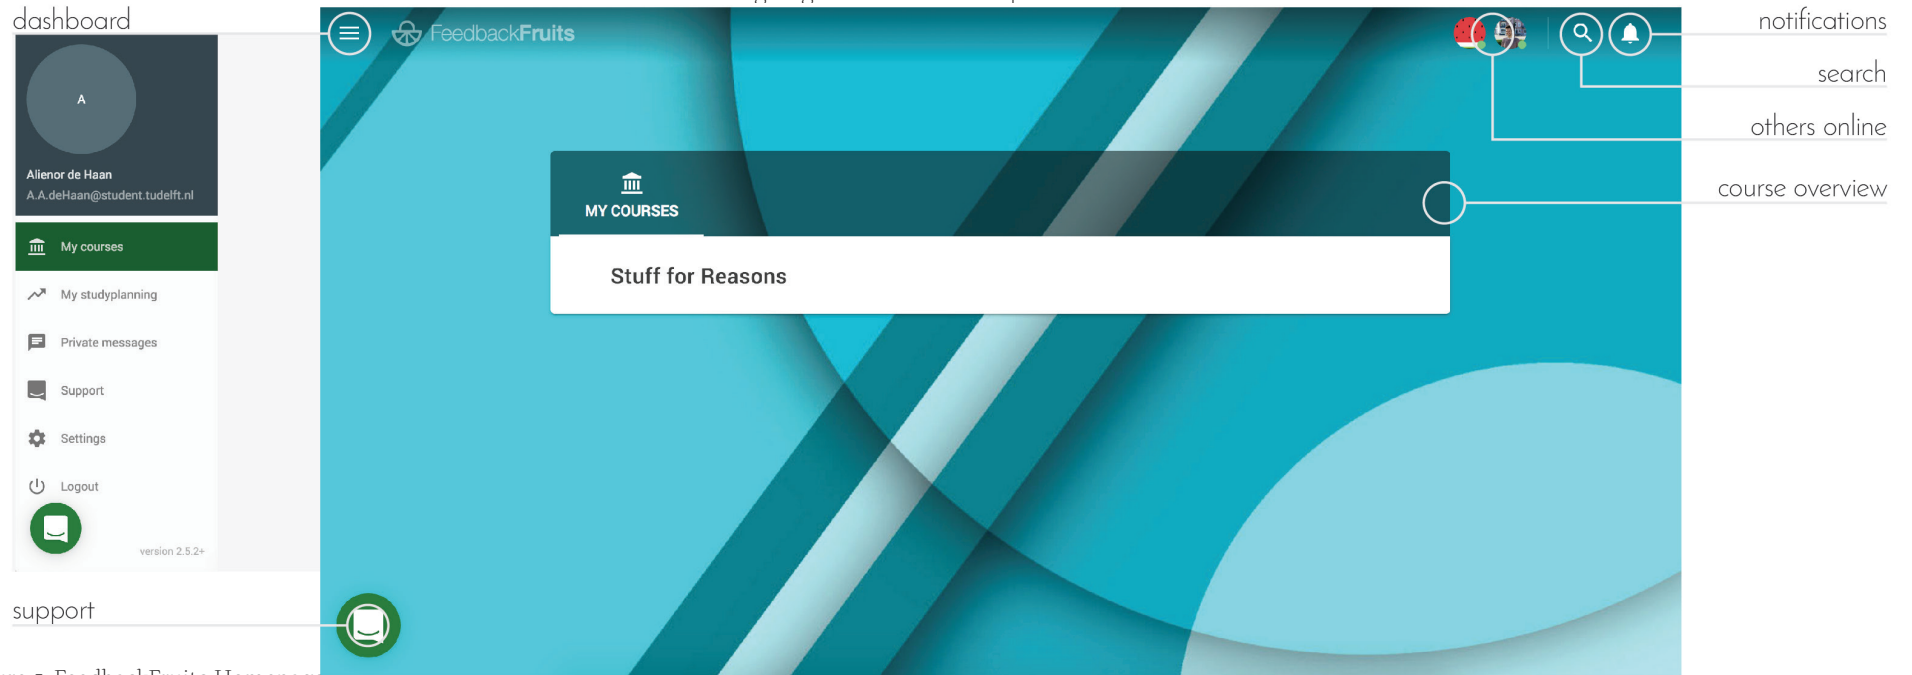 dashboard
A
Alienor de Haan
A.A.deHaan@student.tudelft.nl
My courses
My studyplanning
Private messages
Support
Settings
Logout
version 2.5.2+
support
FeedbackFruits
MY COURSES
Stuff for Reasons
notifications
search
others online
course overview